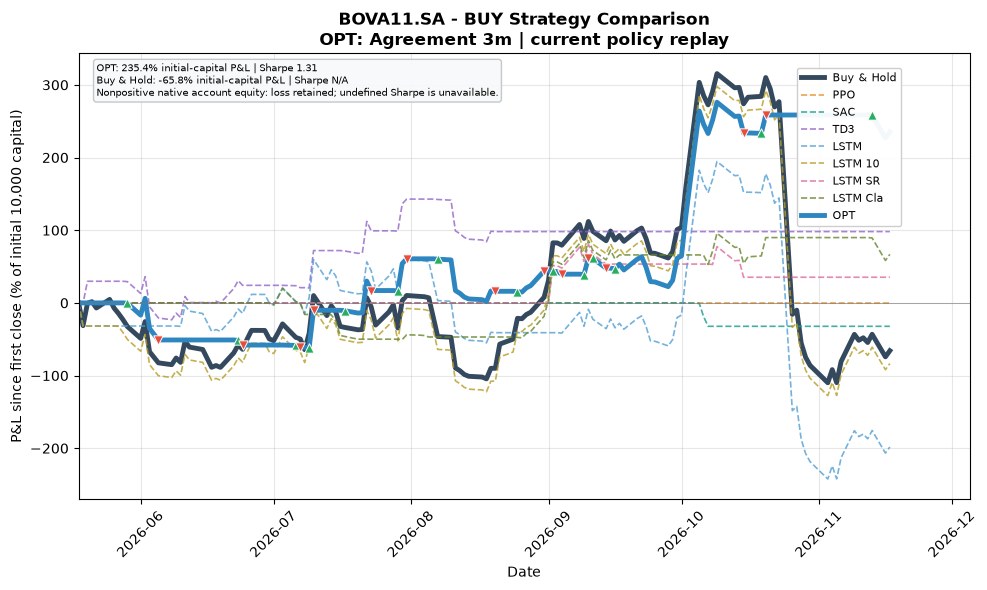 BOVA11.SA - BUY Strategy Comparison
OPT: Agreement 3m | current policy replay
OPT: 235.4% initial-capital P&L | Sharpe 1.31
Buy & Hold: -65.8% initial-capital P&L | Sharpe N/A
Nonpositive native account equity: loss retained; undefined Sharpe is unavailable.
Buy & Hold
PPO
SAC
TD3
LSTM
LSTM 10
LSTM SR
LSTM Cla
OPT
P&L since first close (% of initial 10,000 capital)
300
200
100
0
−100
−200
2026-06
2026-07
2026-08
2026-09
2026-10
2026-11
2026-12
Date